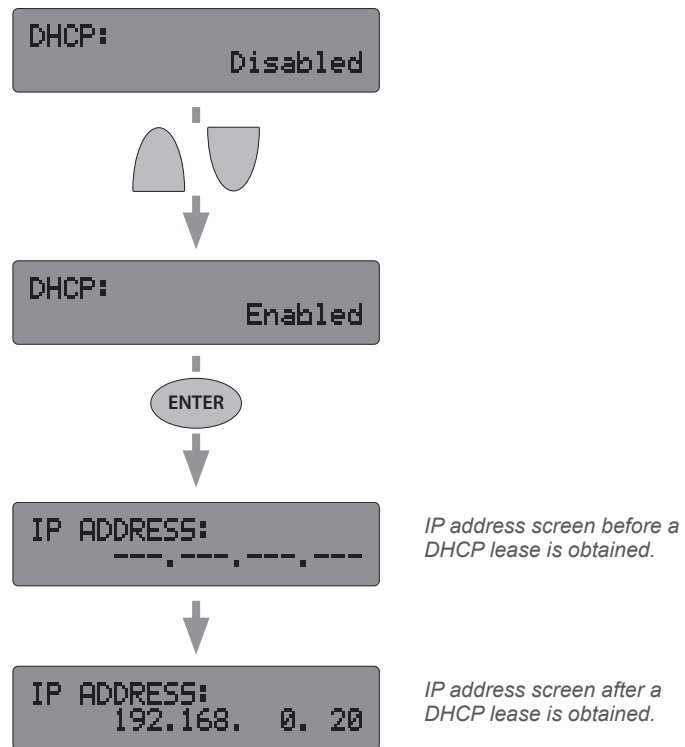 DHCP:
Disabled
DHCP:
Enabled
ENTER
IP ADDRESS:
---.---.---.---
IP address screen before a
DHCP lease is obtained.
IP ADDRESS:
192.168.  0. 20
IP address screen after a
DHCP lease is obtained.